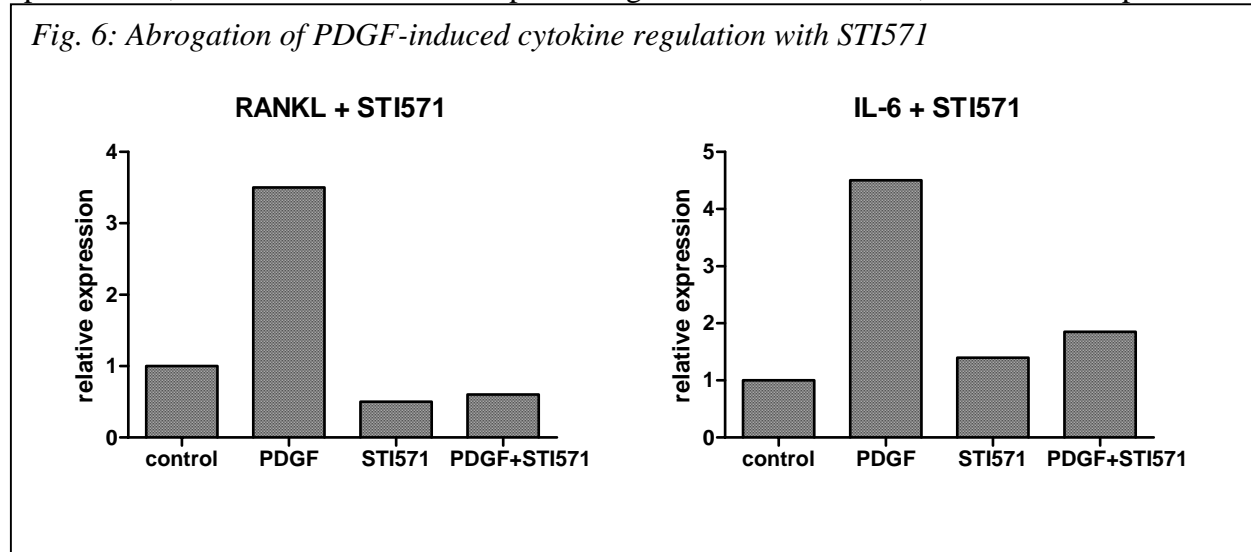 Fig. 6: Abrogation of PDGF-induced cytokine regulation with STI571
RANKL + STI571
4
3
2
1
0
relative expression
control PDGF STI571 PDGF+STI571
IL-6 + STI571
5
4
3
2
1
0
relative expression
control PDGF STI571 PDGF+STI571